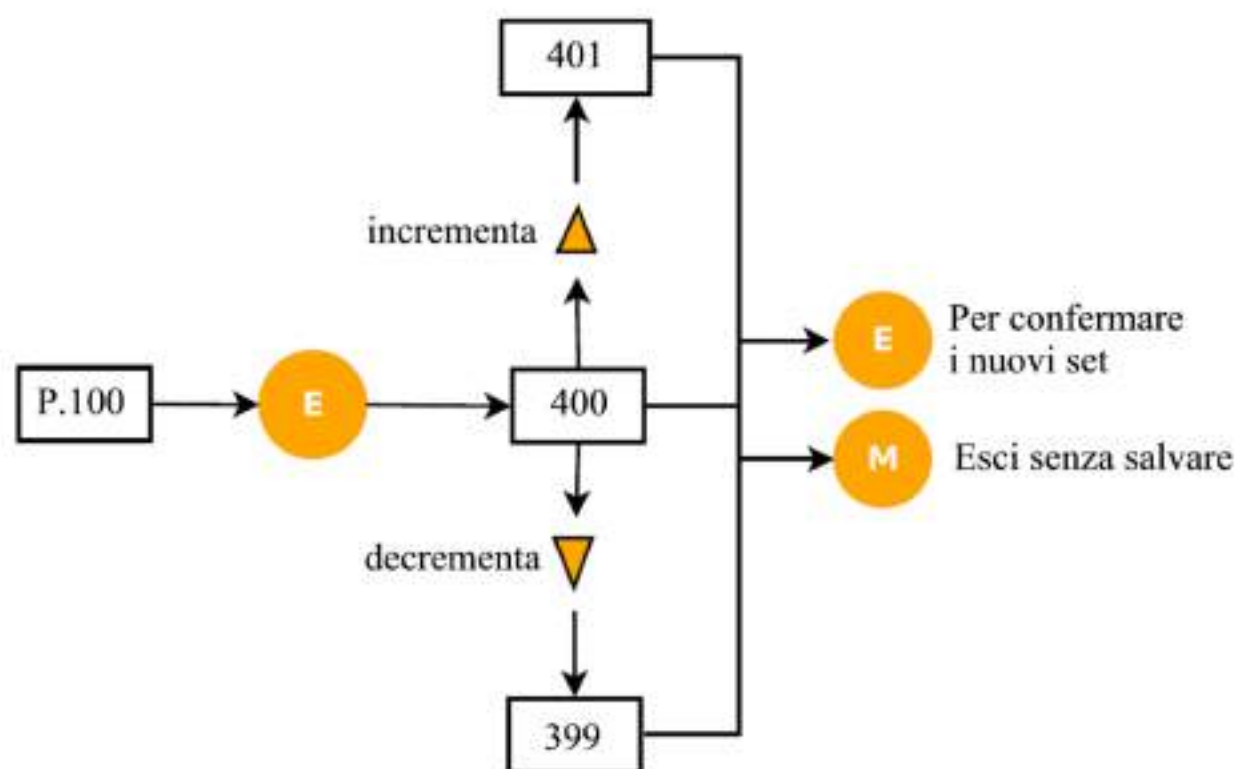 401
incrementa
E
Per confermare
i nuovi set
P.100
E
400
M
Esci senza salvare
decrementa
399